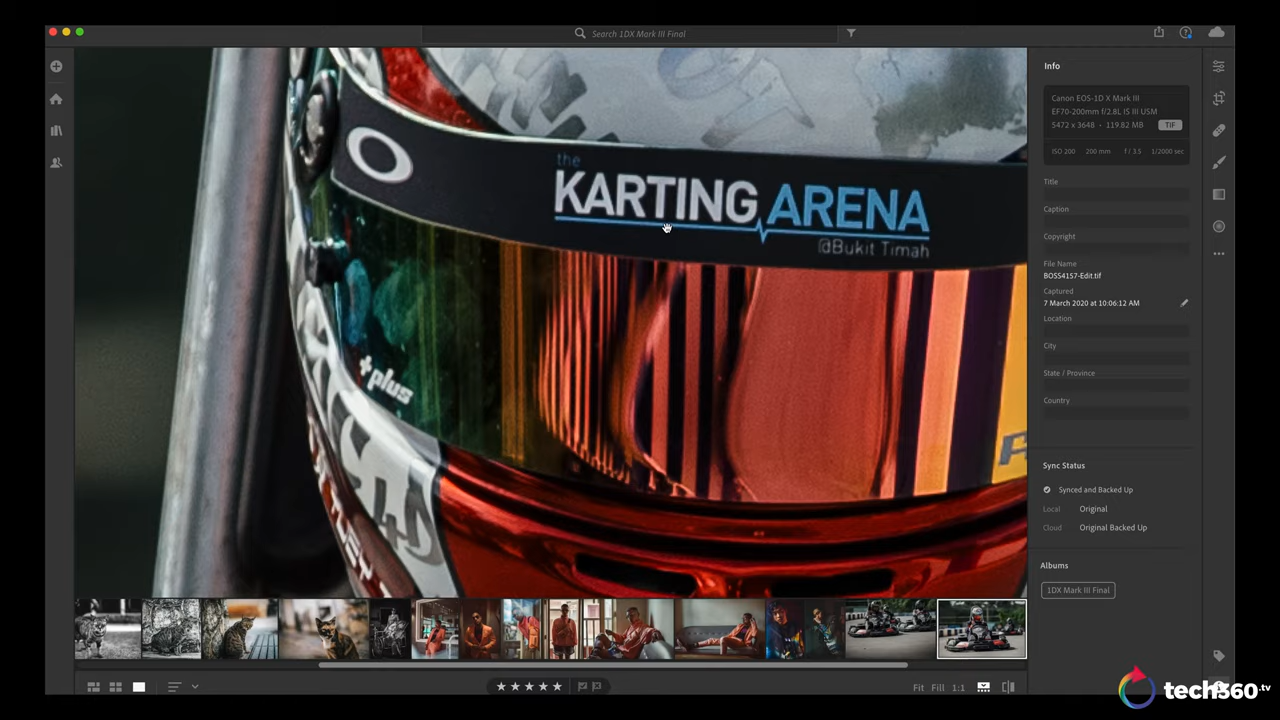 Search 1DX Mark III Final
Info
Canon EOS-1D X Mark III
EF70-200mm f/2.8L IS III USM
5472 x 3648 • 119.82 MB TIF
ISO 200 200 mm f / 3.5 1/2000 sec
Title
Caption
Copyright
File Name
BOSS4157-Edit.tif
Captured
7 March 2020 at 10:06:12 AM
Location
City
State / Province
Country
Sync Status
Synced and Backed Up
Local Original
Cloud Original Backed Up
Albums
1DX Mark III Final
the
KARTING ARENA
@Bukit Timah
+plus
Fit Fill 1:1
tech360.tv